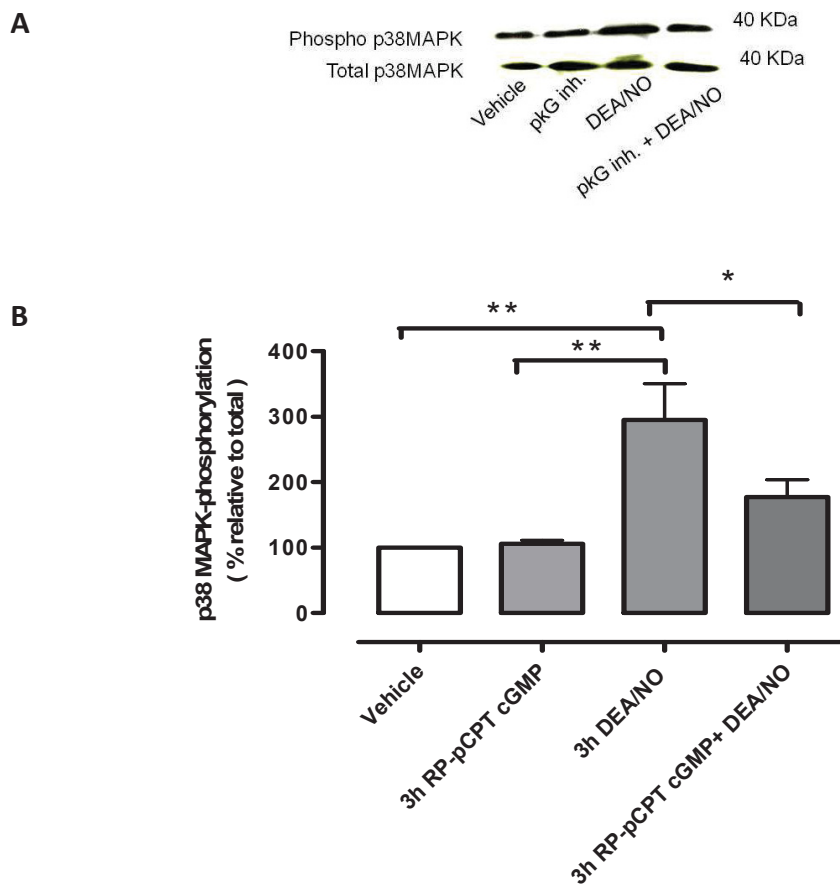 A
Phospho p38MAPK
40 KDa
Total p38MAPK
40 KDa
Vehicle
pkG inh.
DEA/NO
pkG inh. + DEA/NO
B
**
*
**
p38 MAPK-phosphorylation
( % relative to total )
400
300
200
100
0
Vehicle
3h RP-pCPT cGMP
3h DEA/NO
3h RP-pCPT cGMP+ DEA/NO